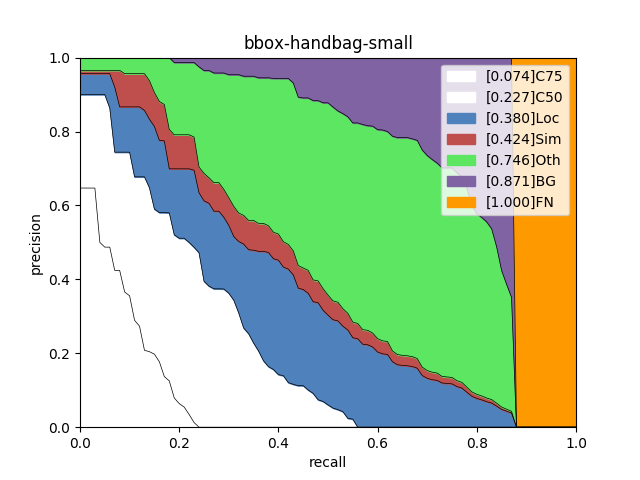 bbox-handbag-small
precision
1.0
0.8
0.6
0.4
0.2
0.0
[0.074]C75
[0.227]C50
[0.380]Loc
[0.424]Sim
[0.746]Oth
[0.871]BG
[1.000]FN
0.0 0.2 0.4 0.6 0.8 1.0
recall